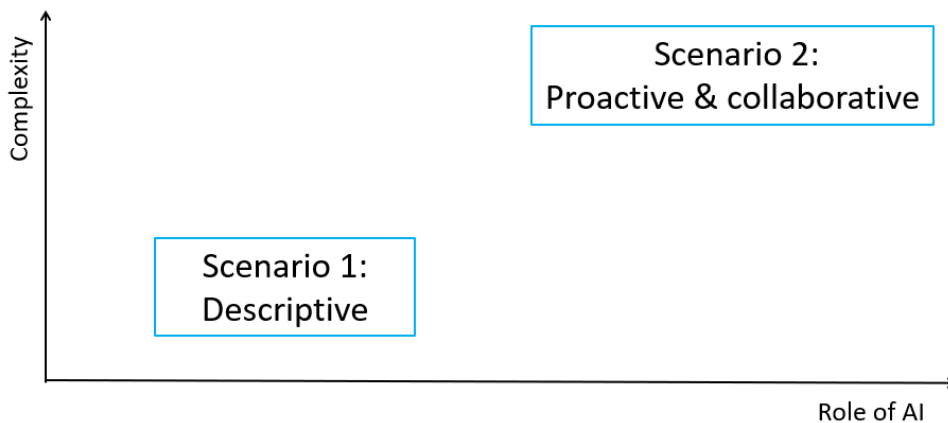 Complexity
Scenario 2:
Proactive & collaborative
Scenario 1:
Descriptive
Role of AI